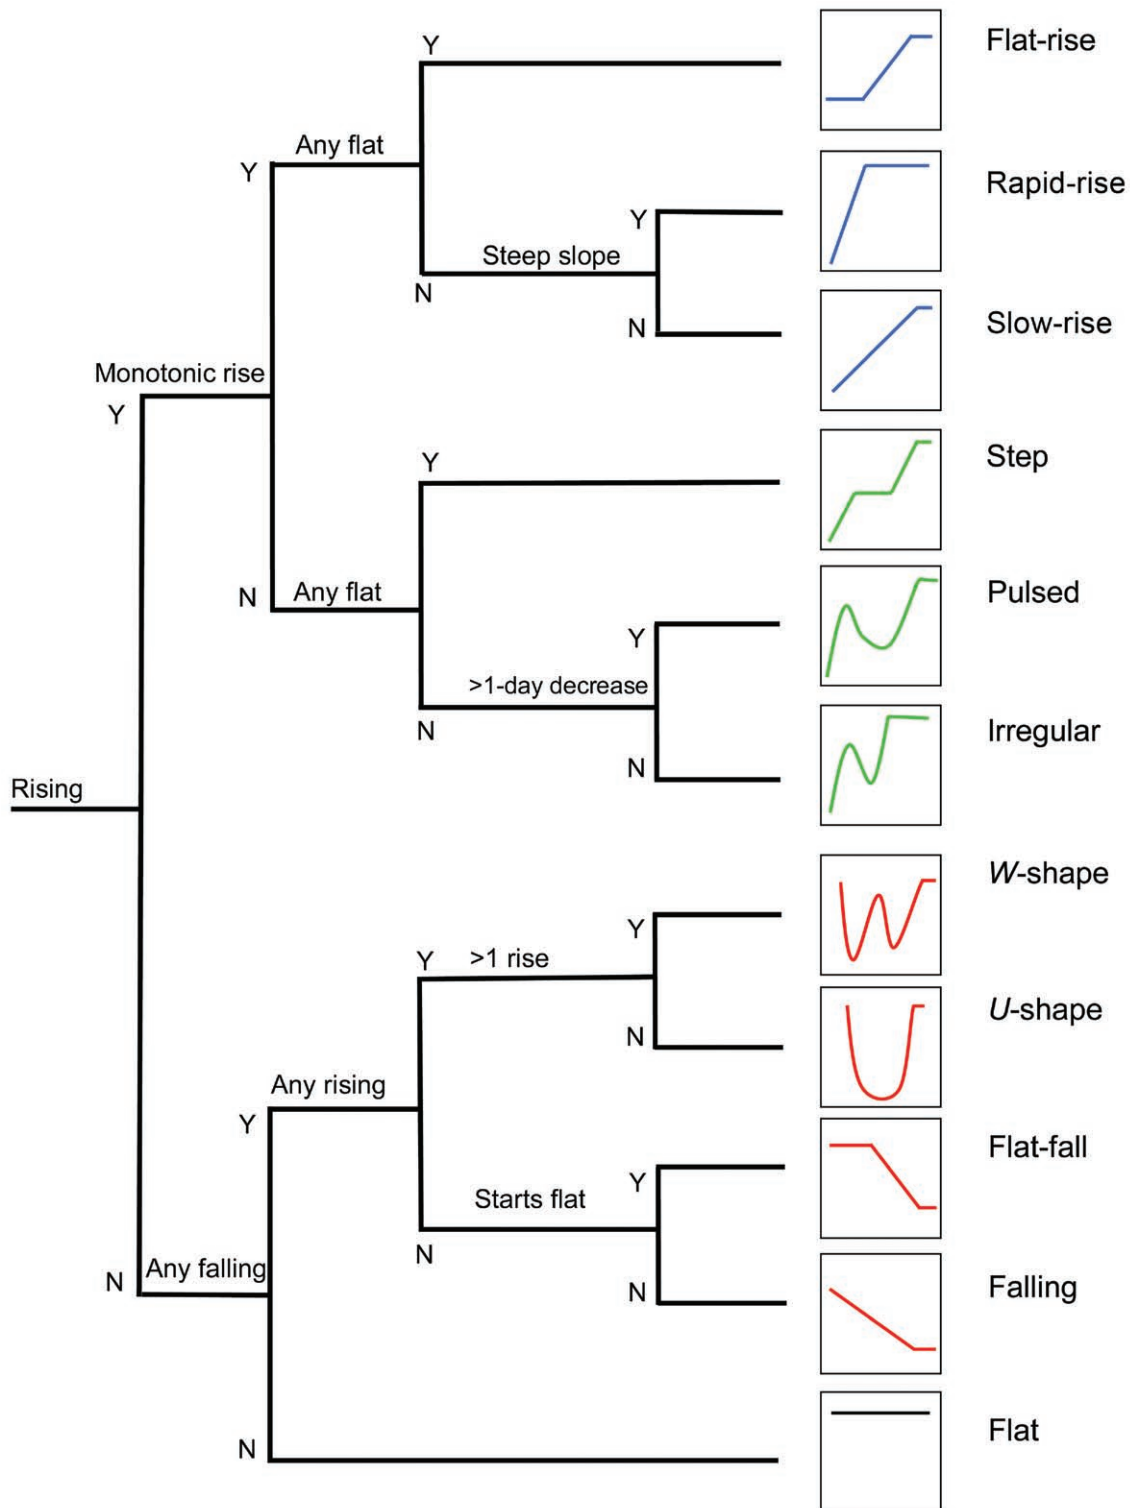 Y
Flat-rise
Any flat
Y
Rapid-rise
Y
Steep slope
N
Slow-rise
N
Monotonic rise
Y
Y
Step
Pulsed
N
Any flat
Y
>1-day decrease
N
Irregular
N
Rising
W-shape
Y
Y
>1 rise
U-shape
N
Any rising
Y
Flat-fall
Y
Starts flat
N
Any falling
N
N
Falling
Flat
N